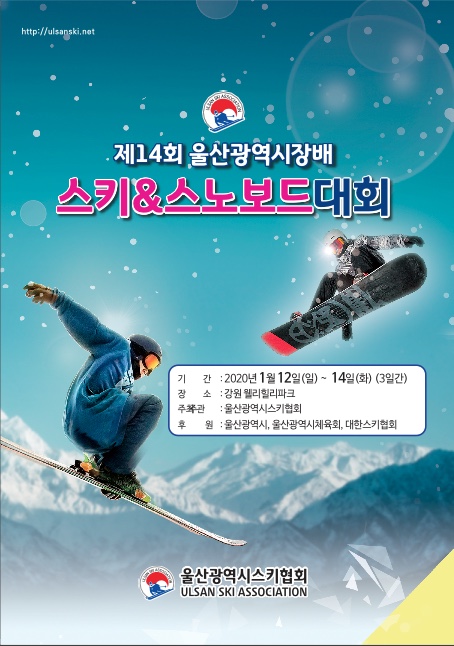 http://ulsanski.net
ULSAN SKI ASSOCIATION
제14회 울산광역시장배
스키&스노보드대회
기 간 : 2020년 1월 12일(일) ~ 14일(화) (3일간)
장 소 : 강원 웰리힐리파크
주최·주관 : 울산광역시스키협회
후 원 : 울산광역시, 울산광역시체육회, 대한스키협회
울산광역시스키협회
ULSAN SKI ASSOCIATION